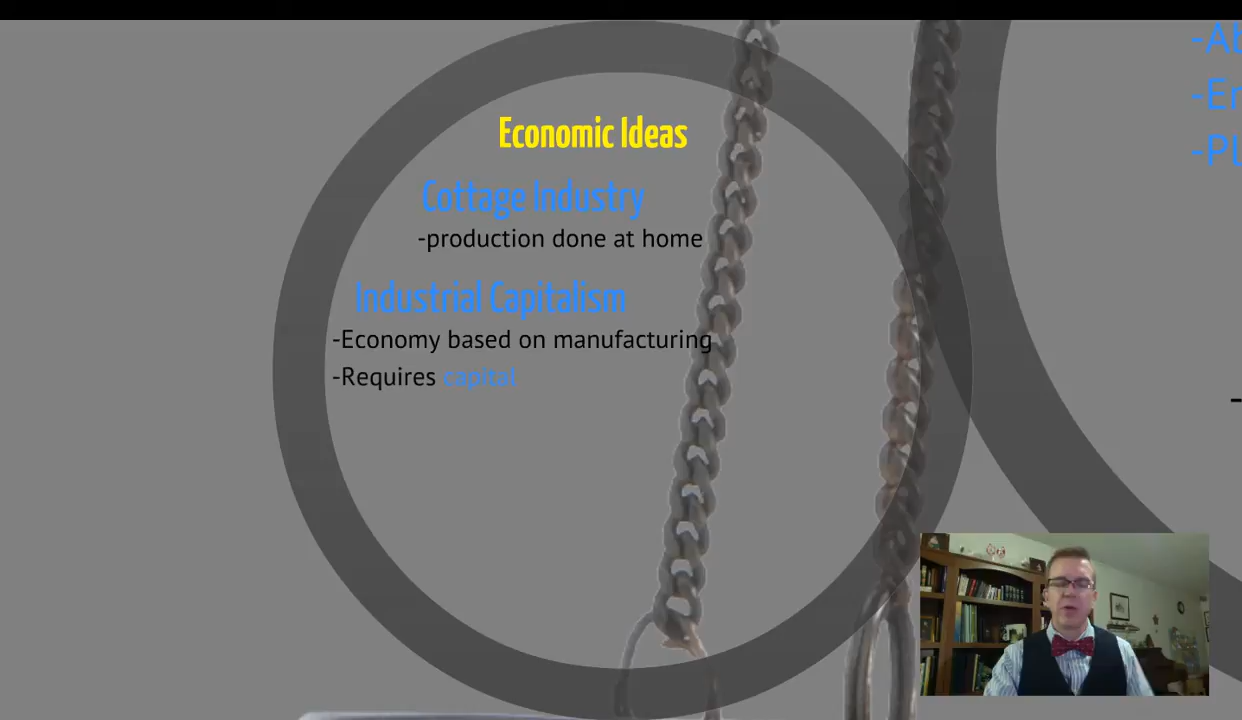 Economic Ideas
Cottage Industry
-production done at home
Industrial Capitalism
-Economy based on manufacturing
-Requires capital